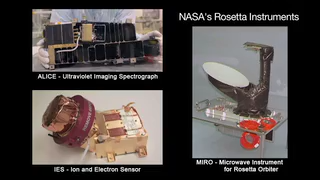 NASA's Rosetta Instruments
ALICE - Ultraviolet Imaging Spectrograph
IES - Ion and Electron Sensor
MIRO - Microwave Instrument
for Rosetta Orbiter